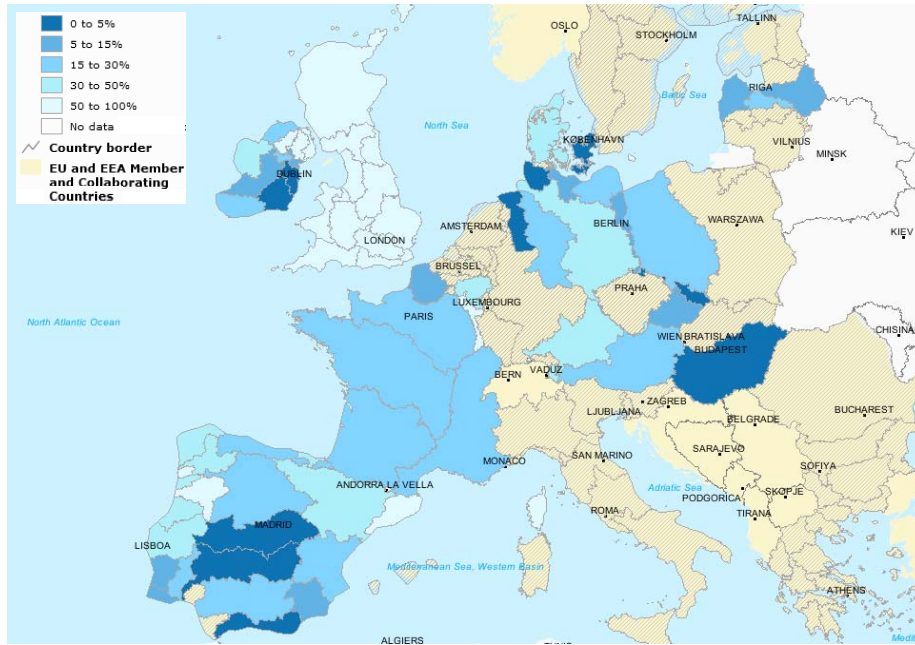 0 to 5%
5 to 15%
15 to 30%
30 to 50%
50 to 100%
No data
Country border
EU and EEA Member
and Collaborating
Countries
OSLO
STOCKHOLM
TALLINN
RIGA
Baltic Sea
North Sea
KØBENHAVN
VILNIUS
MINSK
DUBLIN
LONDON
AMSTERDAM
BERLIN
WARSZAWA
KIEV
BRUSSEL
LUXEMBOURG
PRAHA
North Atlantic Ocean
PARIS
WIEN
BRATISLAVA
BUDAPEST
CHISINA
BERN
VADUZ
LJUBLJANA
ZAGREB
BELGRADE
BUCHAREST
SARAJEVO
MONACO
SAN MARINO
SOFIYA
ANDORRA LA VELLA
Adriatic Sea
PODGORICA
SKOPJE
TIRANA
ROMA
MADRID
LISBOA
Mediterranean Sea, Western Basin
ATHENS
ALGIERS
Medit